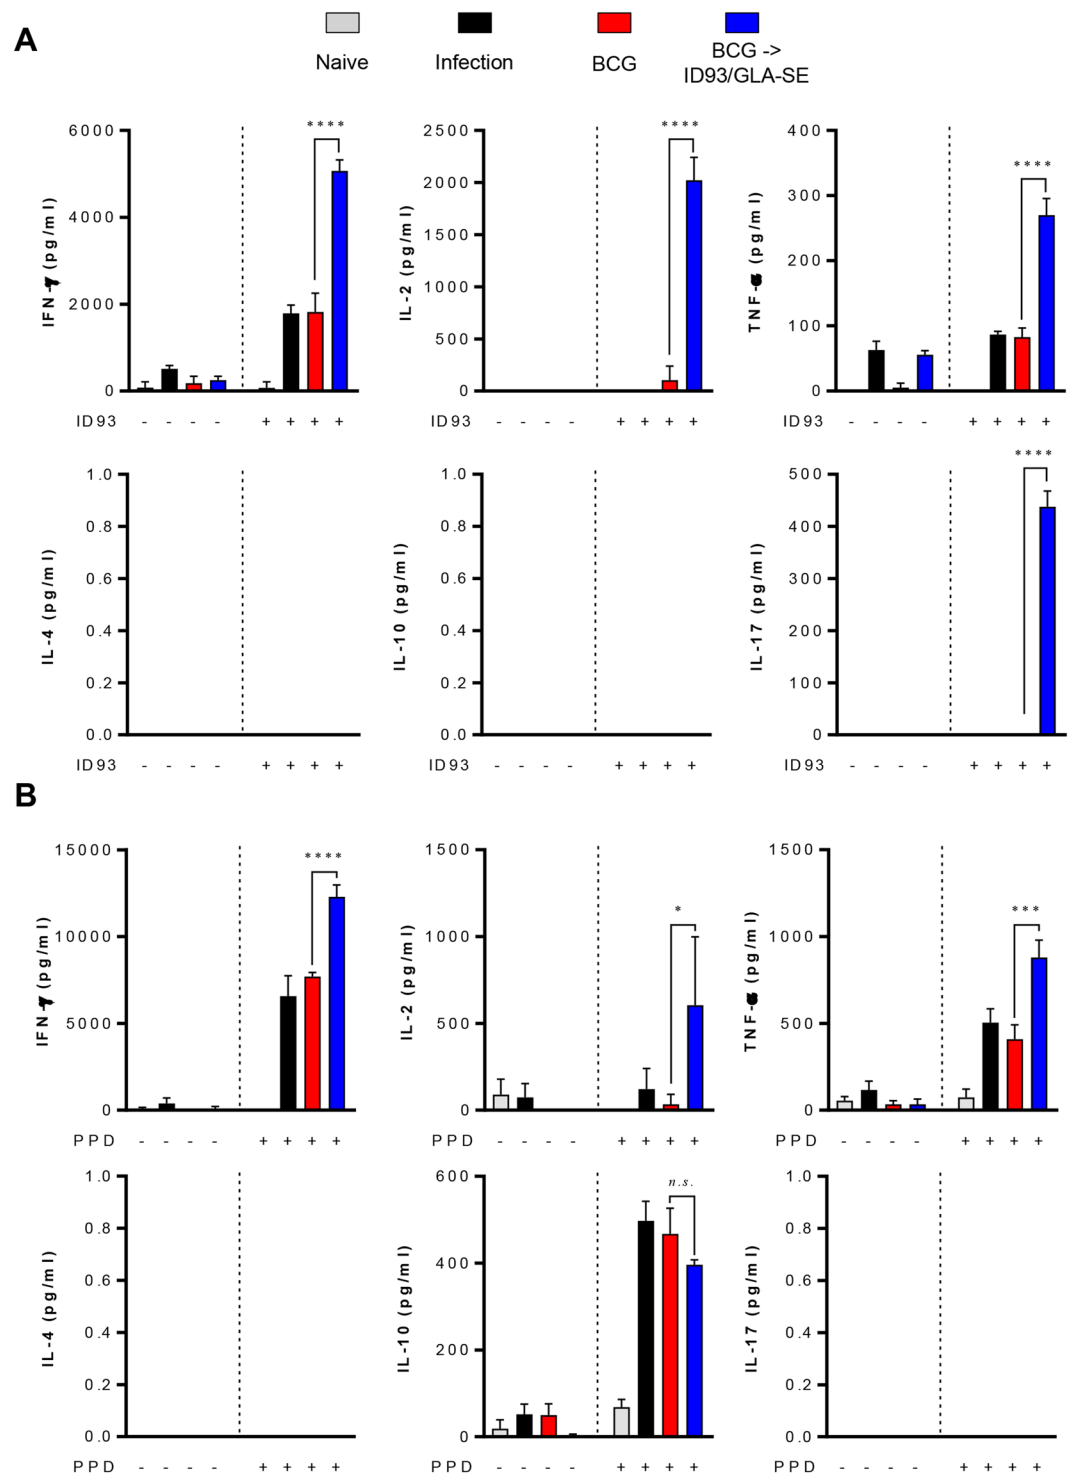 A
Naive
Infection
BCG
BCG ->
ID93/GLA-SE
IFN-γ (pg/ml)
6000
4000
2000
0
****
ID93 - - - - + + + +
IL-2 (pg/ml)
2500
2000
1500
1000
500
0
****
ID93 - - - - + + + +
TNF-α (pg/ml)
400
300
200
100
0
****
ID93 - - - - + + + +
IL-4 (pg/ml)
1.0
0.8
0.6
0.4
0.2
0.0
ID93 - - - - + + + +
IL-10 (pg/ml)
1.0
0.8
0.6
0.4
0.2
0.0
ID93 - - - - + + + +
IL-17 (pg/ml)
500
400
300
200
100
0
****
ID93 - - - - + + + +
B
IFN-γ (pg/ml)
15000
10000
5000
0
****
PPD - - - - + + + +
IL-2 (pg/ml)
1500
1000
500
0
*
PPD - - - - + + + +
TNF-α (pg/ml)
1500
1000
500
0
***
PPD - - - - + + + +
IL-4 (pg/ml)
1.0
0.8
0.6
0.4
0.2
0.0
PPD - - - - + + + +
IL-10 (pg/ml)
600
400
200
0
n.s.
PPD - - - - + + + +
IL-17 (pg/ml)
1.0
0.8
0.6
0.4
0.2
0.0
PPD - - - - + + + +